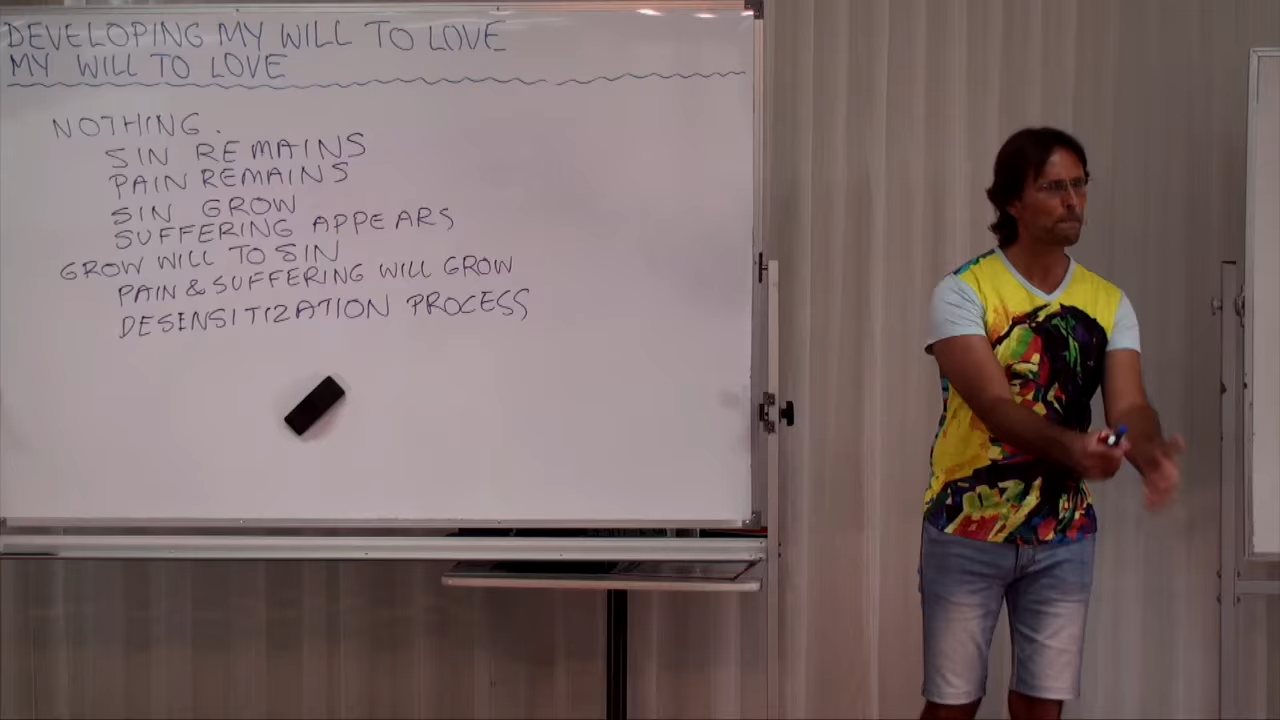 DEVELOPING MY WILL TO LOVE
MY WILL TO LOVE
NOTHING.
SIN REMAINS
PAIN REMAINS
SIN GROW
SUFFERING APPEARS
GROW WILL TO SIN
PAIN & SUFFERING WILL GROW
DESENSITIZATION PROCESS